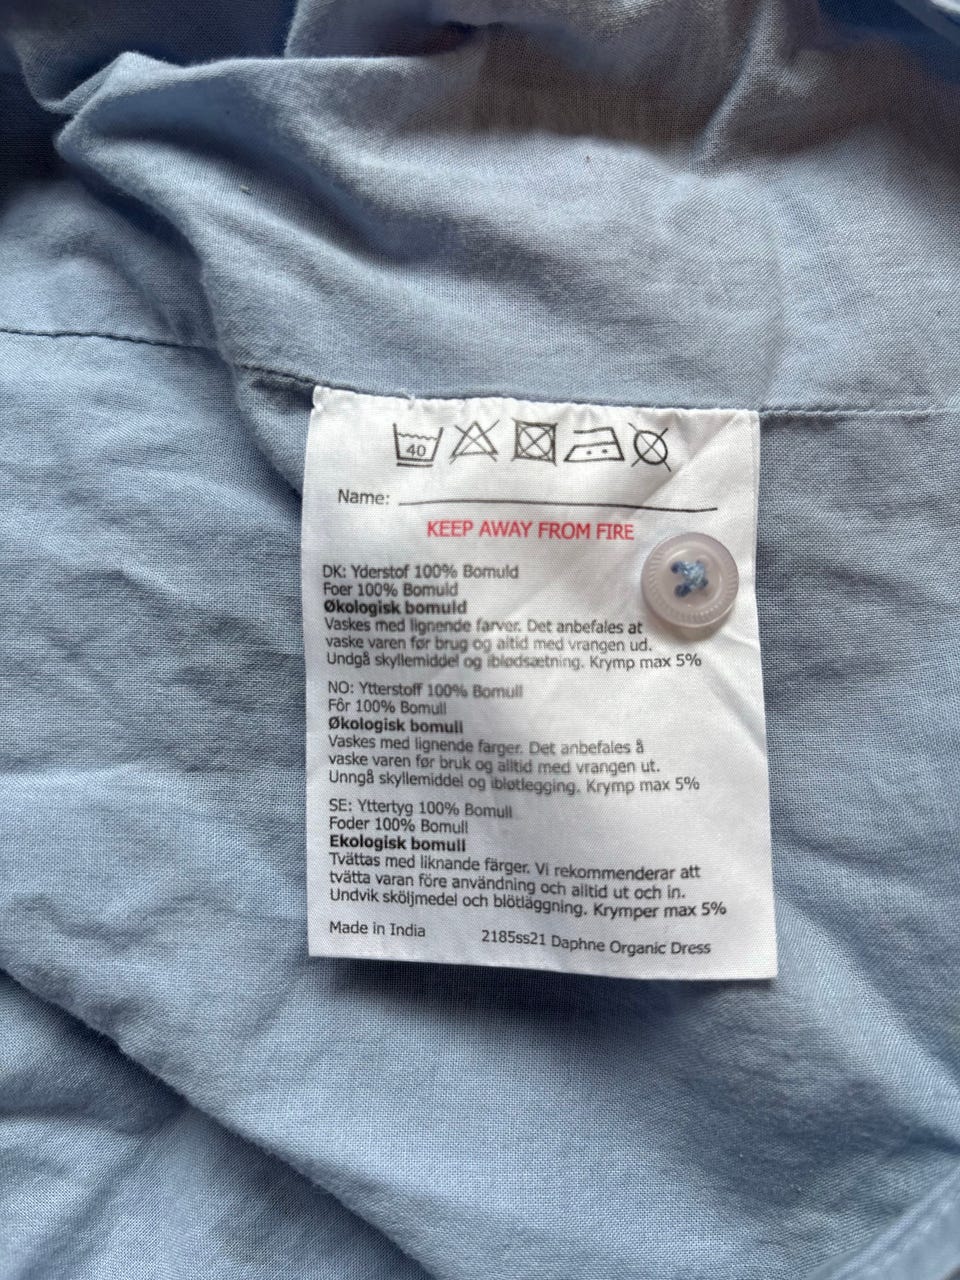 40
Name:
KEEP AWAY FROM FIRE
DK: Yderstof 100% Bomuld
Foer 100% Bomuld
Økologisk bomuld
Vaskes med lignende farver. Det anbefales at
vaske varen før brug og altid med vrangen ud.
Undgå skyllemiddel og iblødsætning. Krymp max 5%
NO: Ytterstoff 100% Bomull
Fôr 100% Bomull
Økologisk bomull
Vaskes med lignende farger. Det anbefales å
vaske varen før bruk og alltid med vrangen ut.
Unngå skyllemiddel og ibløtlegging. Krymp max 5%
SE: Yttertyg 100% Bomull
Foder 100% Bomull
Ekologisk bomull
Tvättas med liknande färger. Vi rekommenderar att
tvätta varan före användning och alltid ut och in.
Undvik sköljmedel och blötläggning. Krymper max 5%
Made in India 2185ss21 Daphne Organic Dress